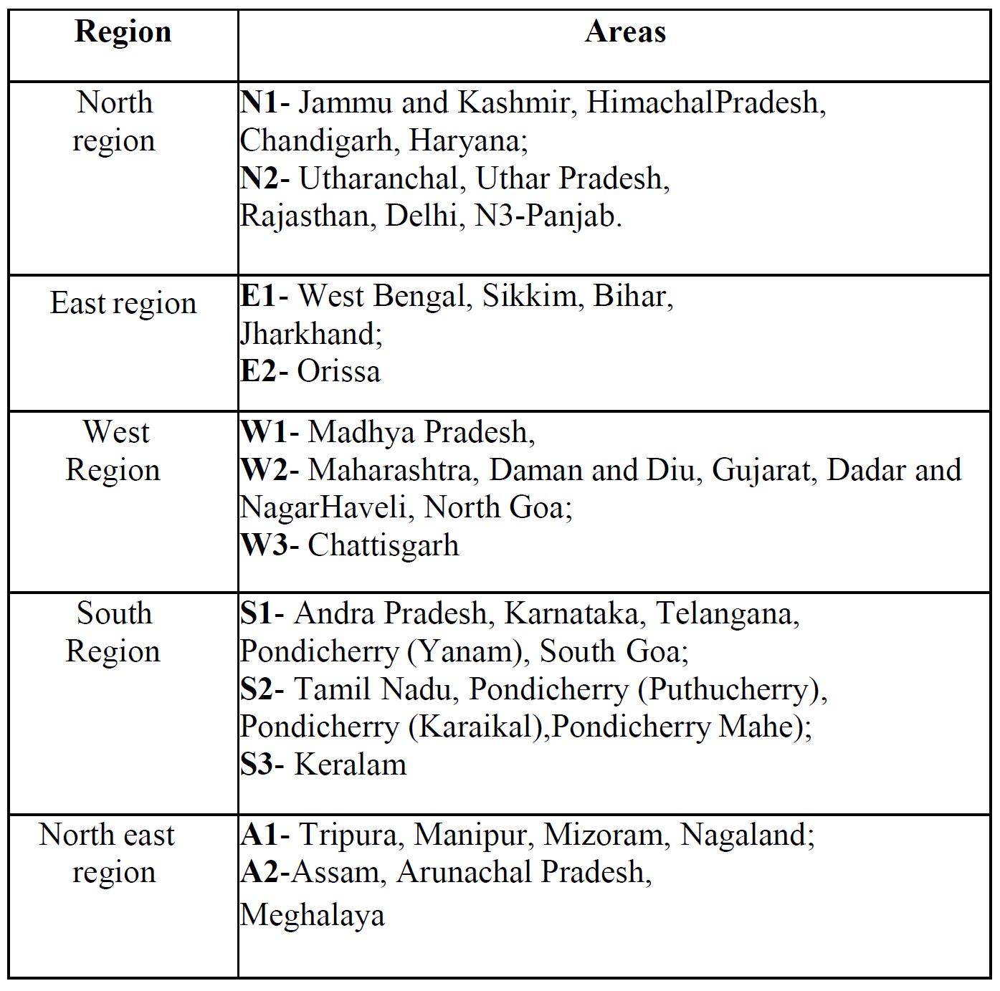 Region
Areas
North
region
N1- Jammu and Kashmir, HimachalPradesh,
Chandigarh, Haryana;
N2- Utharanchal, Uthar Pradesh,
Rajasthan, Delhi, N3-Panjab.
East region
E1- West Bengal, Sikkim, Bihar,
Jharkhand;
E2- Orissa
West
Region
W1- Madhya Pradesh,
W2- Maharashtra, Daman and Diu, Gujarat, Dadar and
NagarHaveli, North Goa;
W3- Chattisgarh
South
Region
S1- Andra Pradesh, Karnataka, Telangana,
Pondicherry (Yanam), South Goa;
S2- Tamil Nadu, Pondicherry (Puthucherry),
Pondicherry (Karaikal),Pondicherry Mahe);
S3- Keralam
North east
region
A1- Tripura, Manipur, Mizoram, Nagaland;
A2-Assam, Arunachal Pradesh,
Meghalaya